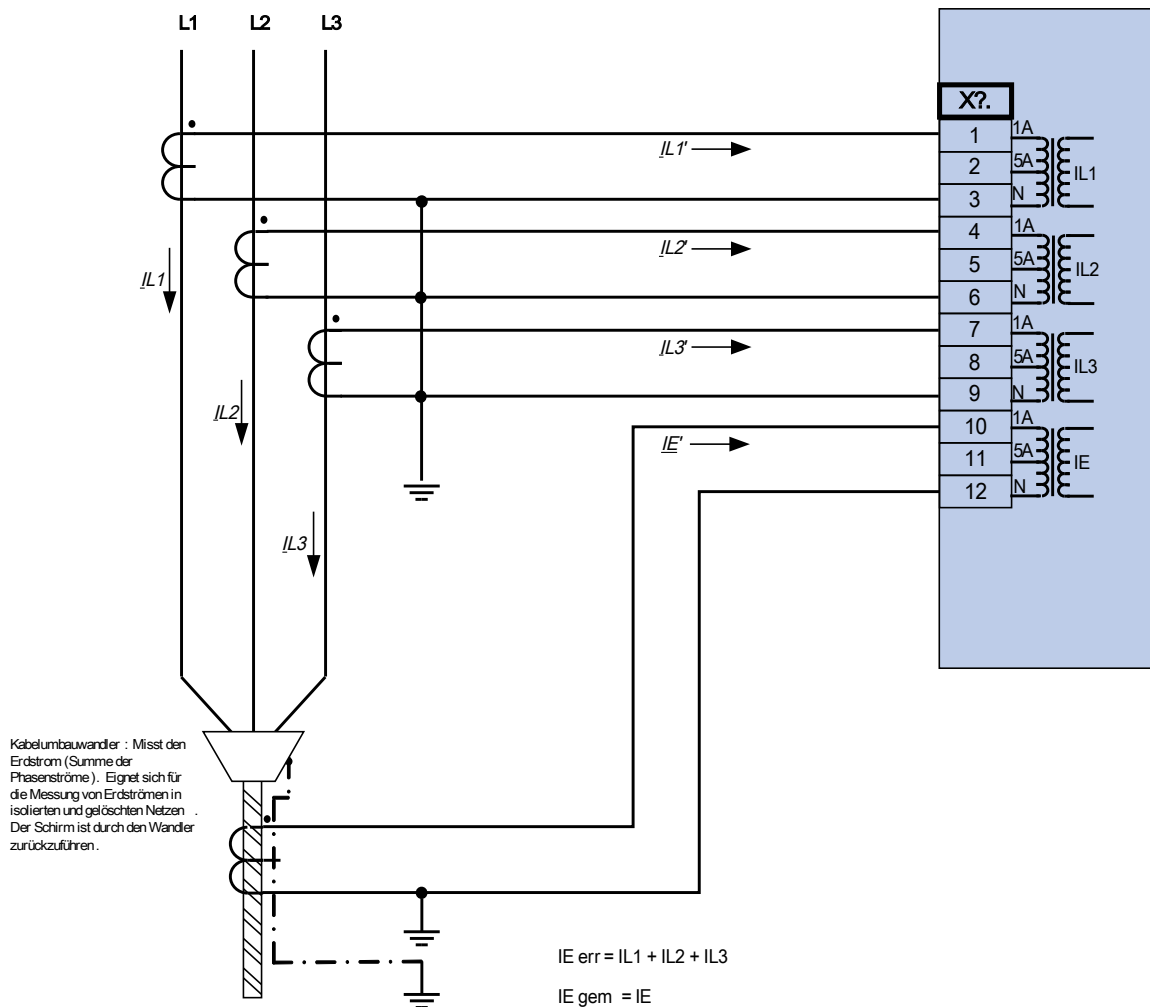 L1 L2 L3
X?.
1 1A
2 5A IL1
3 N
4 1A
5 5A IL2
6 N
7 1A
8 5A IL3
9 N
10 1A
11 5A IE
12 N
IL1'
IL2'
IL3'
IE'
IL1
IL2
IL3
Kabelumbauwandler : Misst den
Erdstrom (Summe der
Phasenströme ). Eignet sich für
die Messung von Erdströmen in
isolierten und gelöschten Netzen .
Der Schirm ist durch den Wandler
zurückzuführen .
IE err = IL1 + IL2 + IL3
IE gem = IE